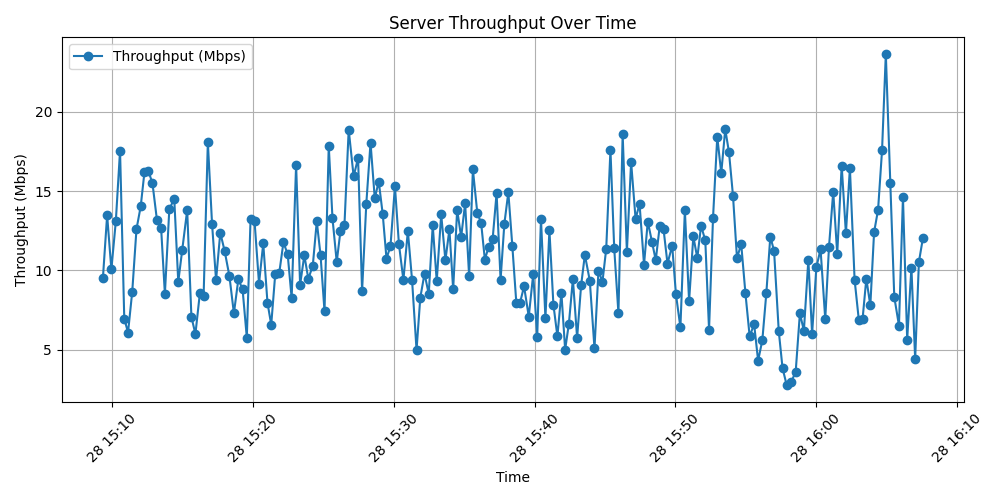 Server Throughput Over Time
Throughput (Mbps)
Throughput (Mbps)
20
15
10
5
28 15:10
28 15:20
28 15:30
28 15:40
28 15:50
28 16:00
28 16:10
Time